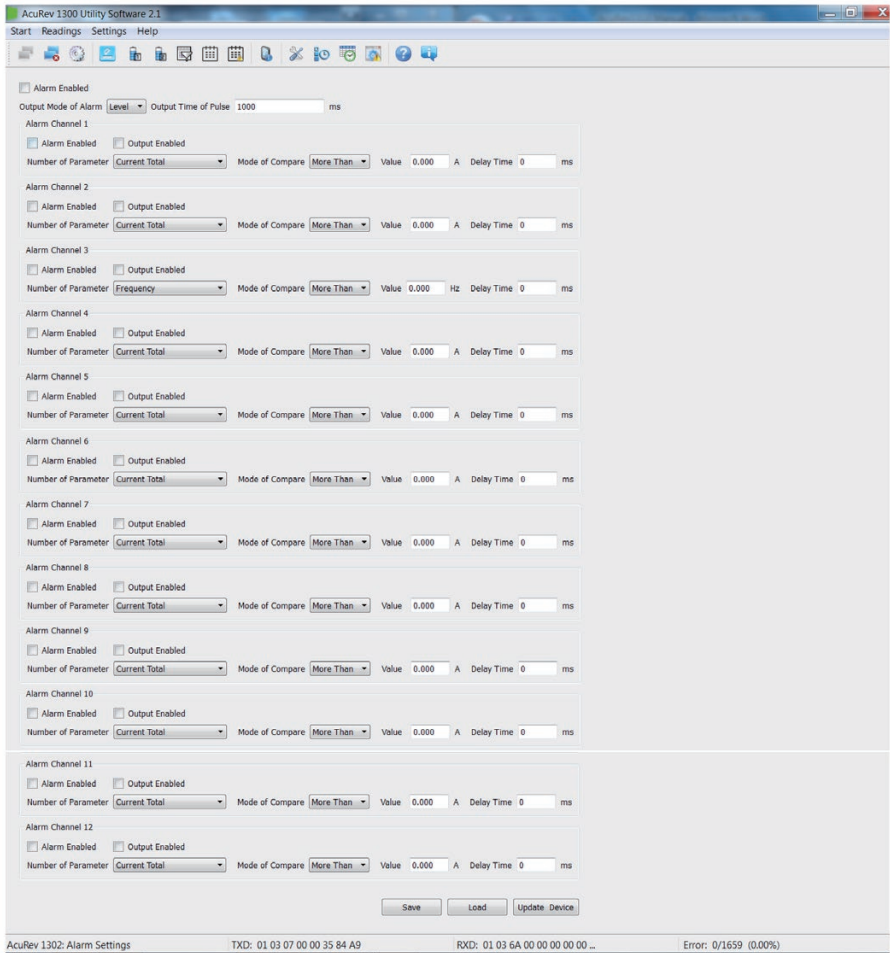 AcuRev 1300 Utility Software 2.1
Start Readings Settings Help
Alarm Enabled
Output Mode of Alarm Level Output Time of Pulse 1000 ms
Alarm Channel 1
Alarm Enabled Output Enabled
Number of Parameter Current Total Mode of Compare More Than Value 0.000 A Delay Time 0 ms
Alarm Channel 2
Alarm Enabled Output Enabled
Number of Parameter Current Total Mode of Compare More Than Value 0.000 A Delay Time 0 ms
Alarm Channel 3
Alarm Enabled Output Enabled
Number of Parameter Frequency Mode of Compare More Than Value 0.000 Hz Delay Time 0 ms
Alarm Channel 4
Alarm Enabled Output Enabled
Number of Parameter Current Total Mode of Compare More Than Value 0.000 A Delay Time 0 ms
Alarm Channel 5
Alarm Enabled Output Enabled
Number of Parameter Current Total Mode of Compare More Than Value 0.000 A Delay Time 0 ms
Alarm Channel 6
Alarm Enabled Output Enabled
Number of Parameter Current Total Mode of Compare More Than Value 0.000 A Delay Time 0 ms
Alarm Channel 7
Alarm Enabled Output Enabled
Number of Parameter Current Total Mode of Compare More Than Value 0.000 A Delay Time 0 ms
Alarm Channel 8
Alarm Enabled Output Enabled
Number of Parameter Current Total Mode of Compare More Than Value 0.000 A Delay Time 0 ms
Alarm Channel 9
Alarm Enabled Output Enabled
Number of Parameter Current Total Mode of Compare More Than Value 0.000 A Delay Time 0 ms
Alarm Channel 10
Alarm Enabled Output Enabled
Number of Parameter Current Total Mode of Compare More Than Value 0.000 A Delay Time 0 ms
Alarm Channel 11
Alarm Enabled Output Enabled
Number of Parameter Current Total Mode of Compare More Than Value 0.000 A Delay Time 0 ms
Alarm Channel 12
Alarm Enabled Output Enabled
Number of Parameter Current Total Mode of Compare More Than Value 0.000 A Delay Time 0 ms
Save Load Update Device
AcuRev 1302: Alarm Settings TXD: 01 03 07 00 00 35 84 A9 RXD: 01 03 6A 00 00 00 00 00 ... Error: 0/1659 (0.00%)